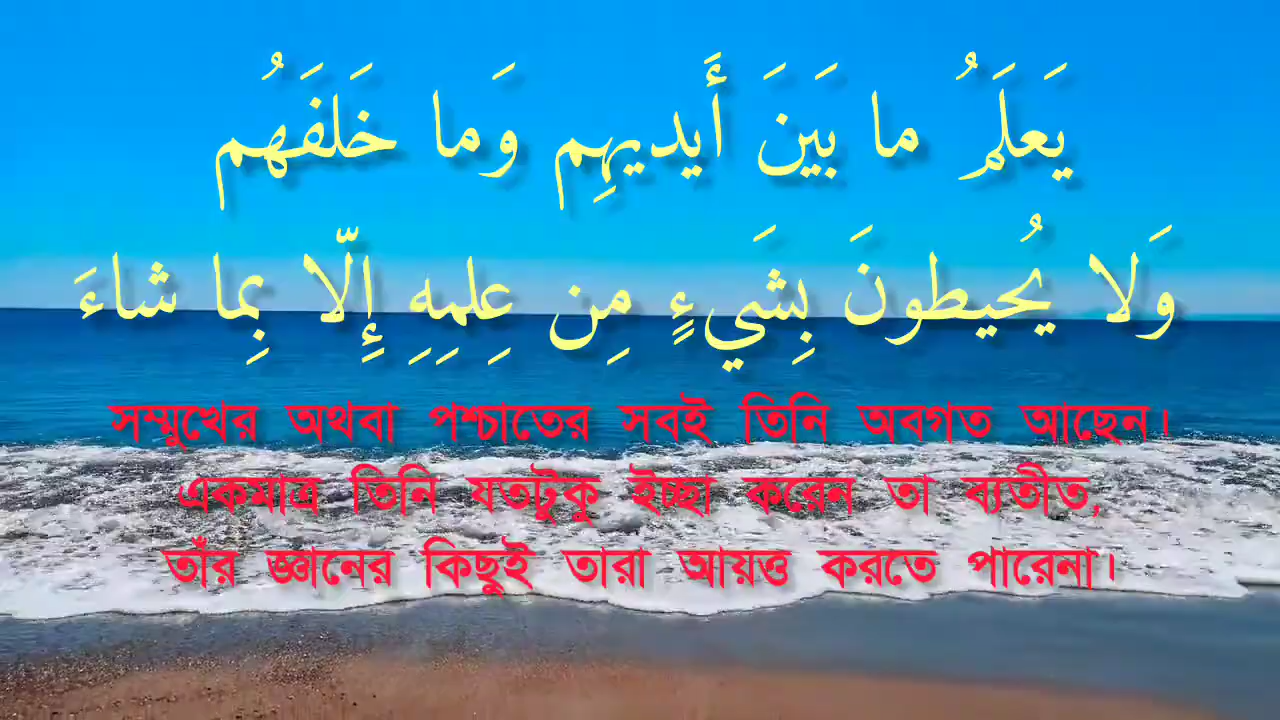 يَعلَمُ ما بَينَ أَيديهِم وَما خَلفَهُم
وَلا يُحيطونَ بِشَيءٍ مِن عِلمِهِ إِلّا بِما شاءَ
সম্মুখের অথবা পশ্চাতের সবই তিনি অবগত আছেন।
একমাত্র তিনি যতটুকু ইচ্ছা করেন তা ব্যতীত,
তাঁর জ্ঞানের কিছুই তারা আয়ত্ত করতে পারেনা।